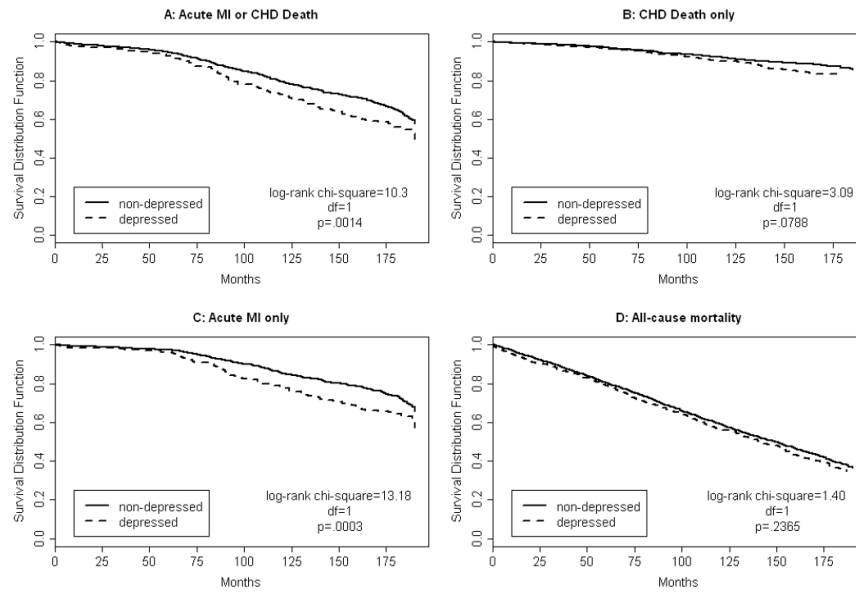 A: Acute MI or CHD Death
Survival Distribution Function
1.0
0.8
0.6
0.4
0.2
0.0
non-depressed
depressed
log-rank chi-square=10.3
df=1
p=.0014
0 25 50 75 100 125 150 175
Months
B: CHD Death only
Survival Distribution Function
1.0
0.8
0.6
0.4
0.2
0.0
non-depressed
depressed
log-rank chi-square=3.09
df=1
p=.0788
0 25 50 75 100 125 150 175
Months
C: Acute MI only
Survival Distribution Function
1.0
0.8
0.6
0.4
0.2
0.0
non-depressed
depressed
log-rank chi-square=13.18
df=1
p=.0003
0 25 50 75 100 125 150 175
Months
D: All-cause mortality
Survival Distribution Function
1.0
0.8
0.6
0.4
0.2
0.0
non-depressed
depressed
log-rank chi-square=1.40
df=1
p=.2365
0 25 50 75 100 125 150 175
Months